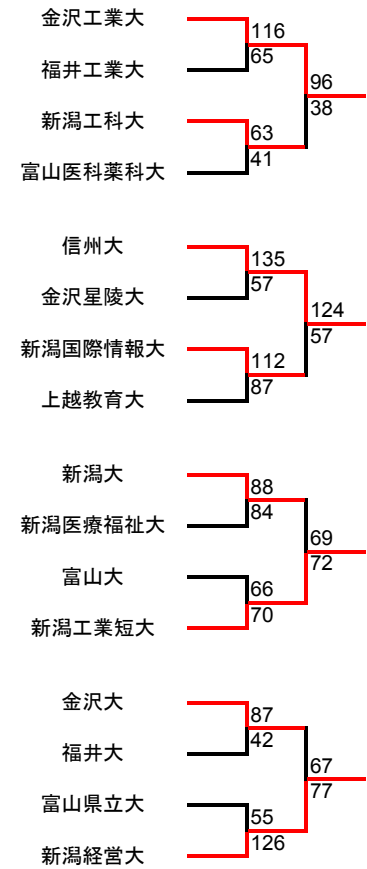 金沢工業大
116
65
福井工業大
96
38
新潟工科大
63
41
富山医科薬科大
信州大
135
57
金沢星陵大
124
57
新潟国際情報大
112
87
上越教育大
新潟大
88
84
新潟医療福祉大
69
72
富山大
66
70
新潟工業短大
金沢大
87
42
福井大
67
77
富山県立大
55
126
新潟経営大